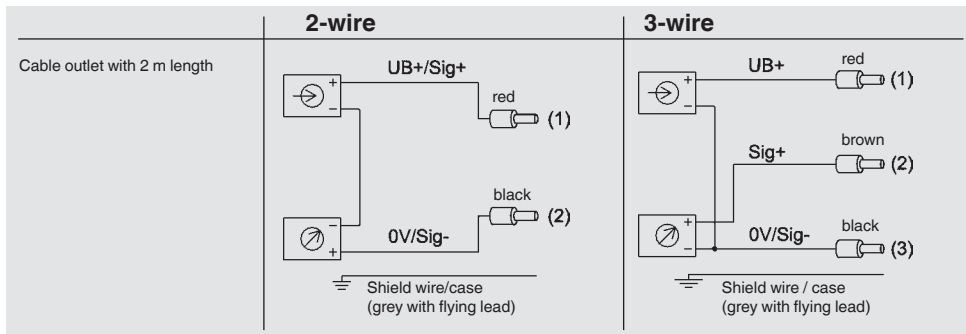 2-wire
3-wire
Cable outlet with 2 m length
UB+/Sig+
red
(1)
+
−
black
(2)
−
+
0V/Sig-
Shield wire/case
(grey with flying lead)
UB+
red
(1)
+
−
Sig+
brown
(2)
+
−
0V/Sig-
black
(3)
Shield wire / case
(grey with flying lead)